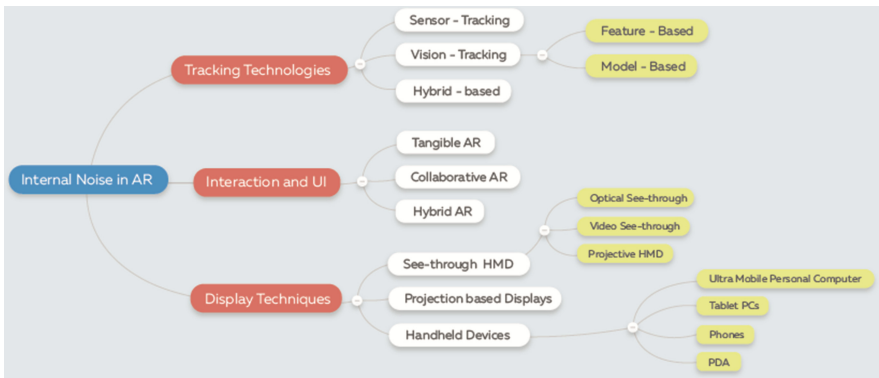 Internal Noise in AR
Tracking Technologies
Sensor - Tracking
Vision - Tracking
Feature - Based
Model - Based
Hybrid - based
Interaction and UI
Tangible AR
Collaborative AR
Hybrid AR
Display Techniques
See-through HMD
Optical See-through
Video See-through
Projective HMD
Projection based Displays
Handheld Devices
Ultra Mobile Personal Computer
Tablet PCs
Phones
PDA